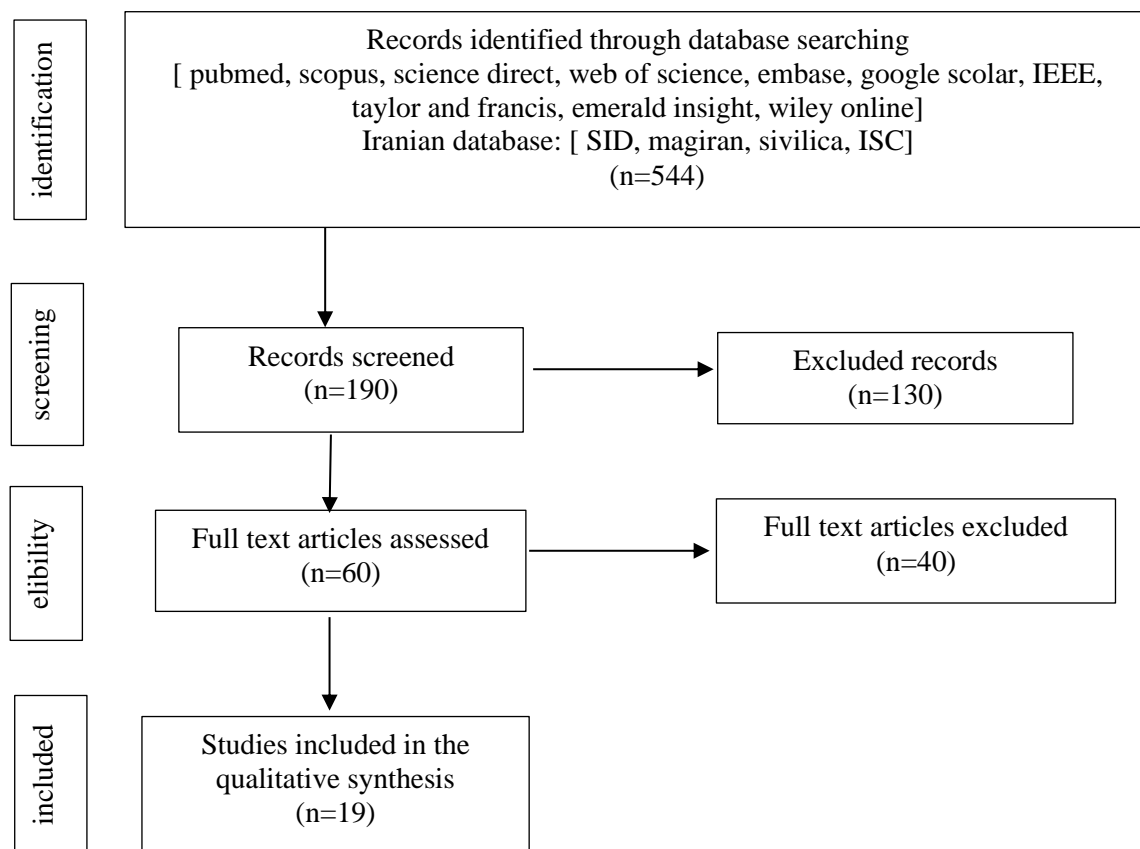 identification
Records identified through database searching
[ pubmed, scopus, science direct, web of science, embase, google scolar, IEEE,
taylor and francis, emerald insight, wiley online]
Iranian database: [ SID, magiran, sivilica, ISC]
(n=544)
screening
Records screened
(n=190)
Excluded records
(n=130)
elibility
Full text articles assessed
(n=60)
Full text articles excluded
(n=40)
included
Studies included in the
qualitative synthesis
(n=19)